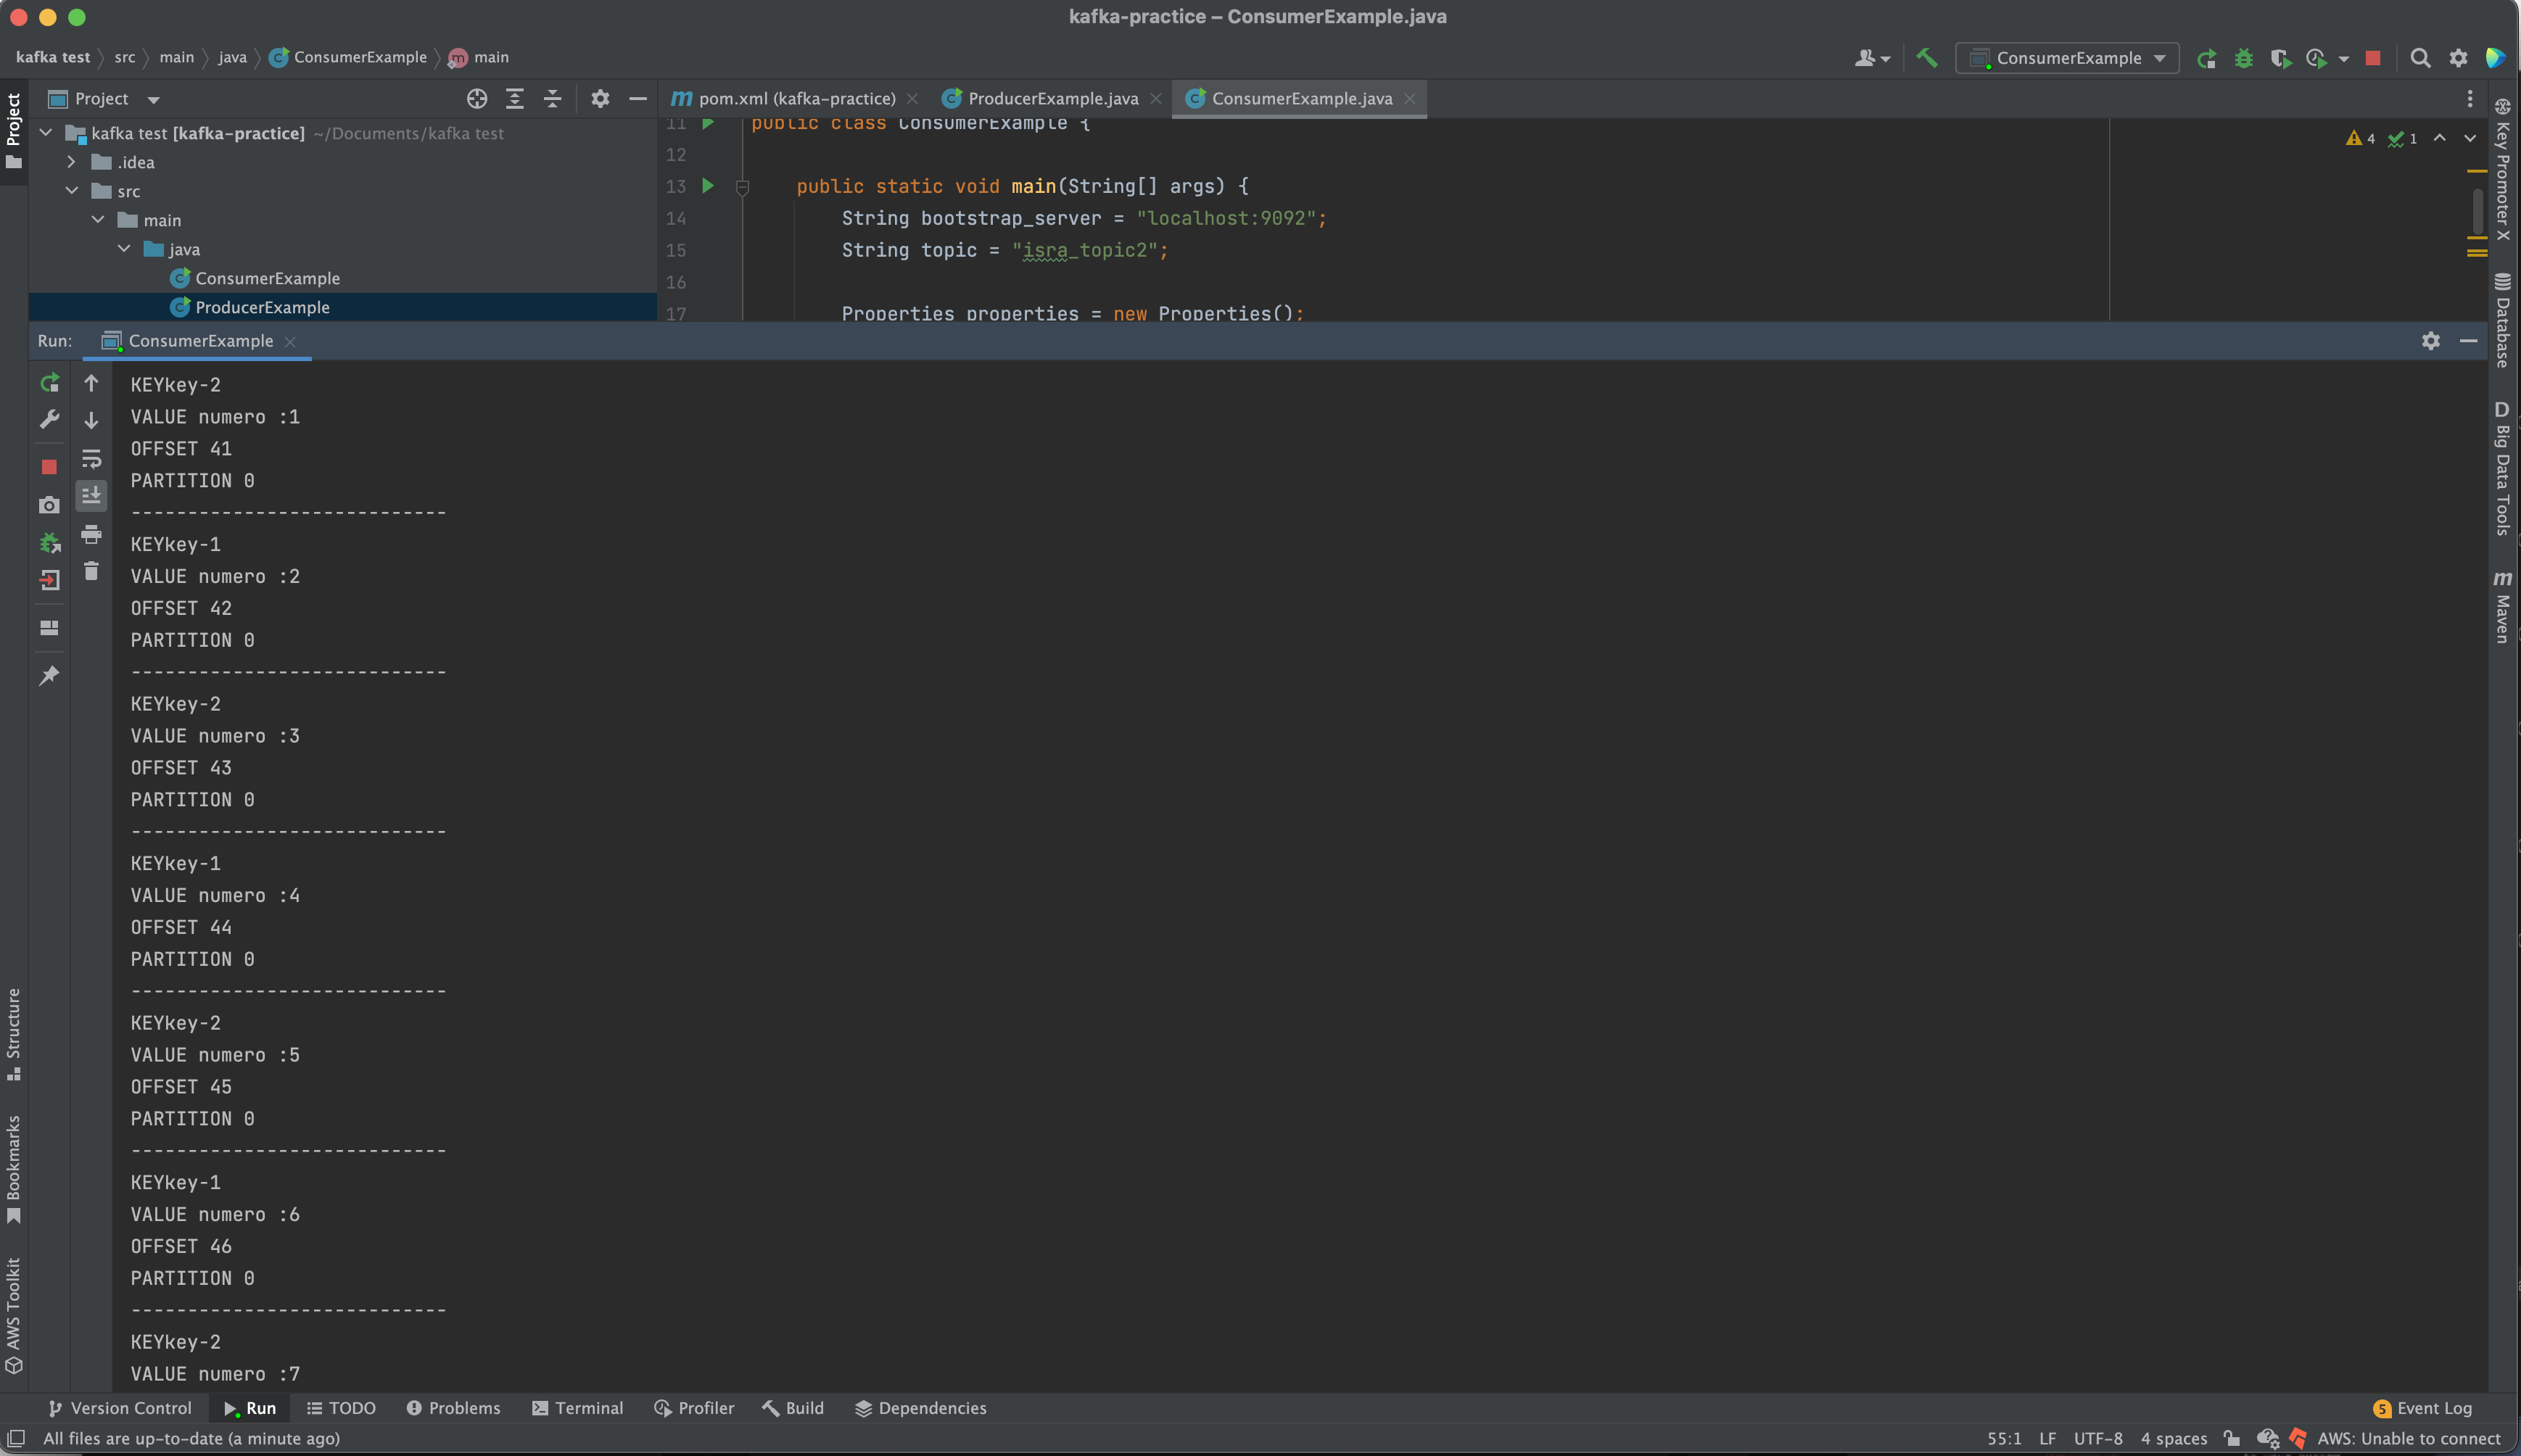 kafka-practice – ConsumerExample.java
kafka test src main java ConsumerExample main
ConsumerExample
Project
pom.xml (kafka-practice) ProducerExample.java ConsumerExample.java
kafka test [kafka-practice] ~/Documents/kafka test
.idea
src
main
java
ConsumerExample
ProducerExample
11 public class ConsumerExample {
12
13 public static void main(String[] args) {
14 String bootstrap_server = "localhost:9092";
15 String topic = "isra_topic2";
16
17 Properties properties = new Properties();
4 1
Run: ConsumerExample
KEYkey-2
VALUE numero :1
OFFSET 41
PARTITION 0
----------------------------
KEYkey-1
VALUE numero :2
OFFSET 42
PARTITION 0
----------------------------
KEYkey-2
VALUE numero :3
OFFSET 43
PARTITION 0
----------------------------
KEYkey-1
VALUE numero :4
OFFSET 44
PARTITION 0
----------------------------
KEYkey-2
VALUE numero :5
OFFSET 45
PARTITION 0
----------------------------
KEYkey-1
VALUE numero :6
OFFSET 46
PARTITION 0
----------------------------
KEYkey-2
VALUE numero :7
Project
Structure
Bookmarks
AWS Toolkit
Key Promoter X
Database
D Big Data Tools
m Maven
Version Control Run TODO Problems Terminal Profiler Build Dependencies
5 Event Log
All files are up-to-date (a minute ago)
55:1 LF UTF-8 4 spaces AWS: Unable to connect